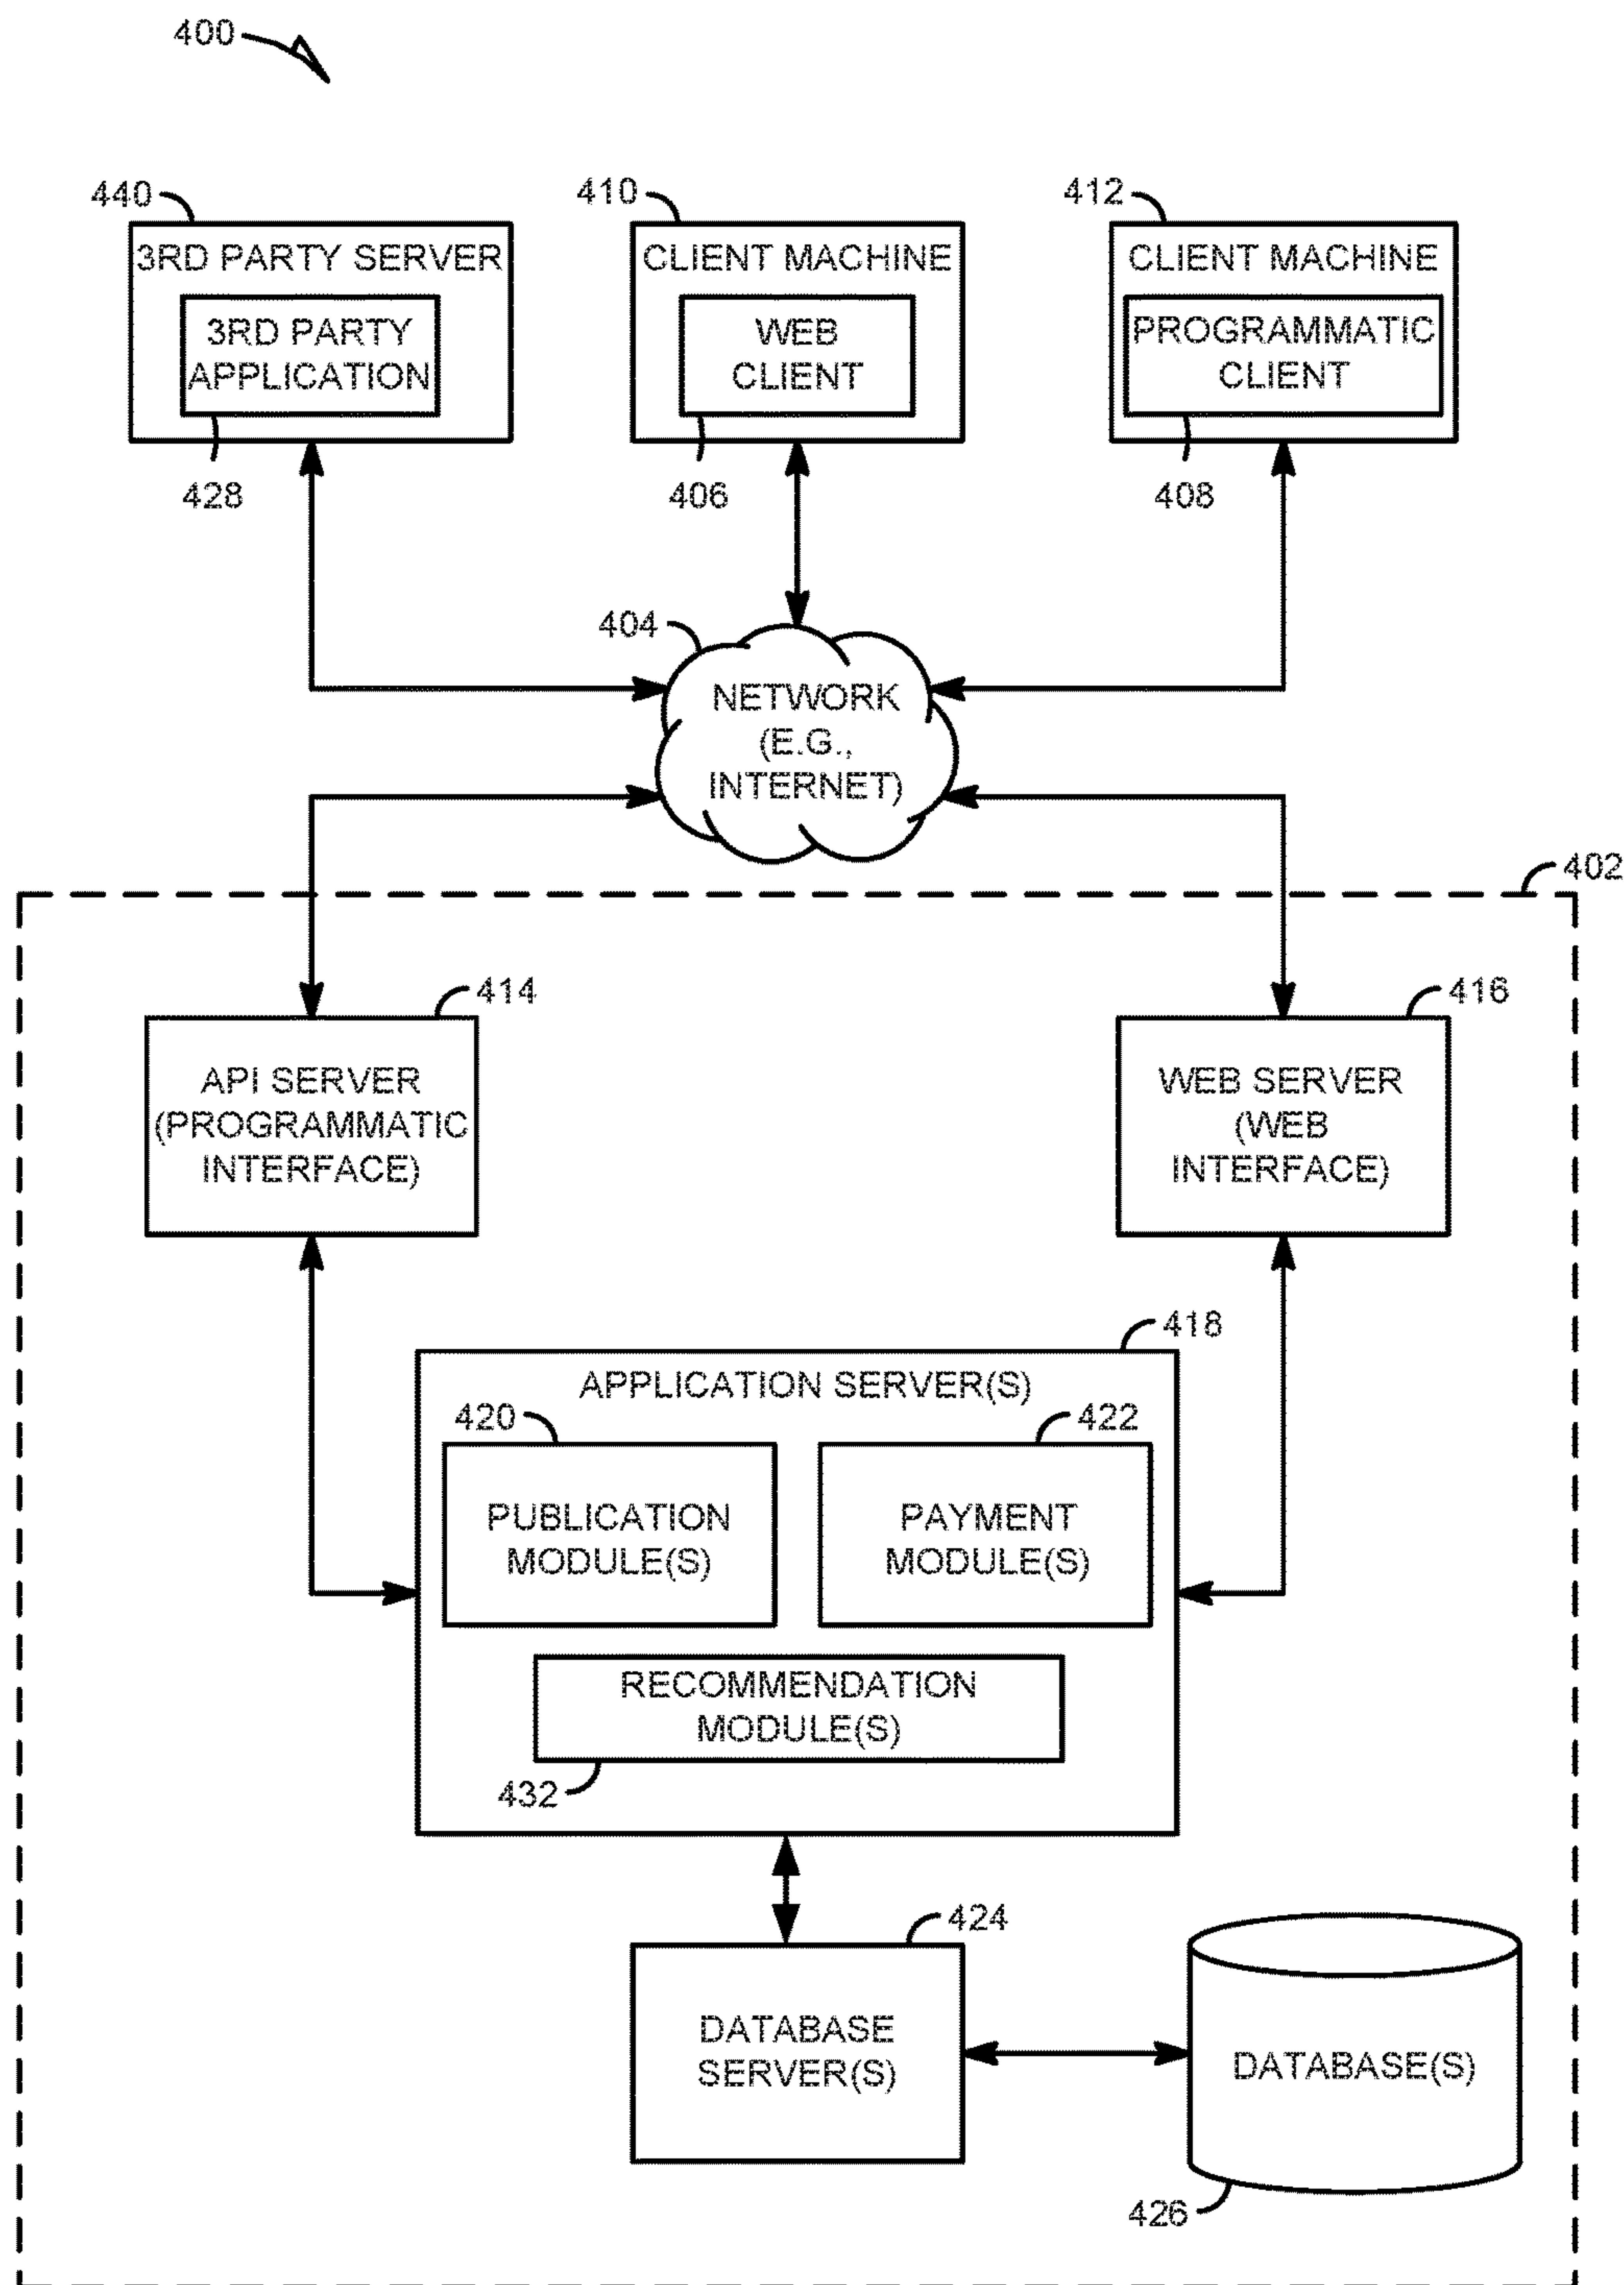 400
440
3RD PARTY SERVER
3RD PARTY
APPLICATION
428
410
CLIENT MACHINE
WEB
CLIENT
406
412
CLIENT MACHINE
PROGRAMMATIC
CLIENT
408
404
NETWORK
(E.G.,
INTERNET)
402
414
API SERVER
(PROGRAMMATIC
INTERFACE)
416
WEB SERVER
(WEB
INTERFACE)
418
APPLICATION SERVER(S)
420
PUBLICATION
MODULE(S)
422
PAYMENT
MODULE(S)
RECOMMENDATION
MODULE(S)
432
424
DATABASE
SERVER(S)
DATABASE(S)
426